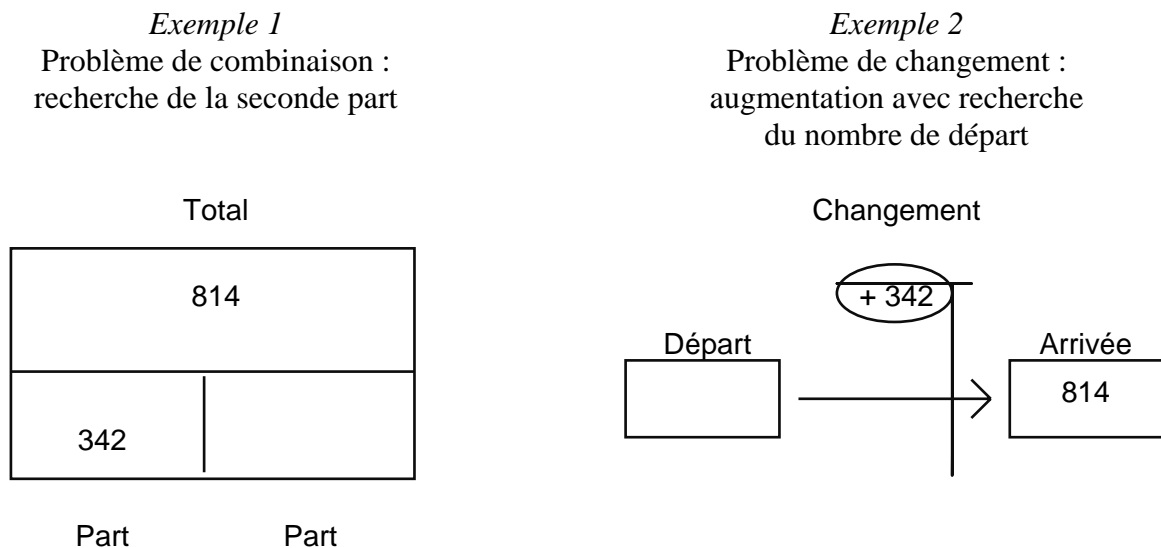 Exemple 1
Problème de combinaison :
recherche de la seconde part
Total
814
342
Part Part
Exemple 2
Problème de changement :
augmentation avec recherche
du nombre de départ
Changement
+ 342
Départ
Arrivée
814